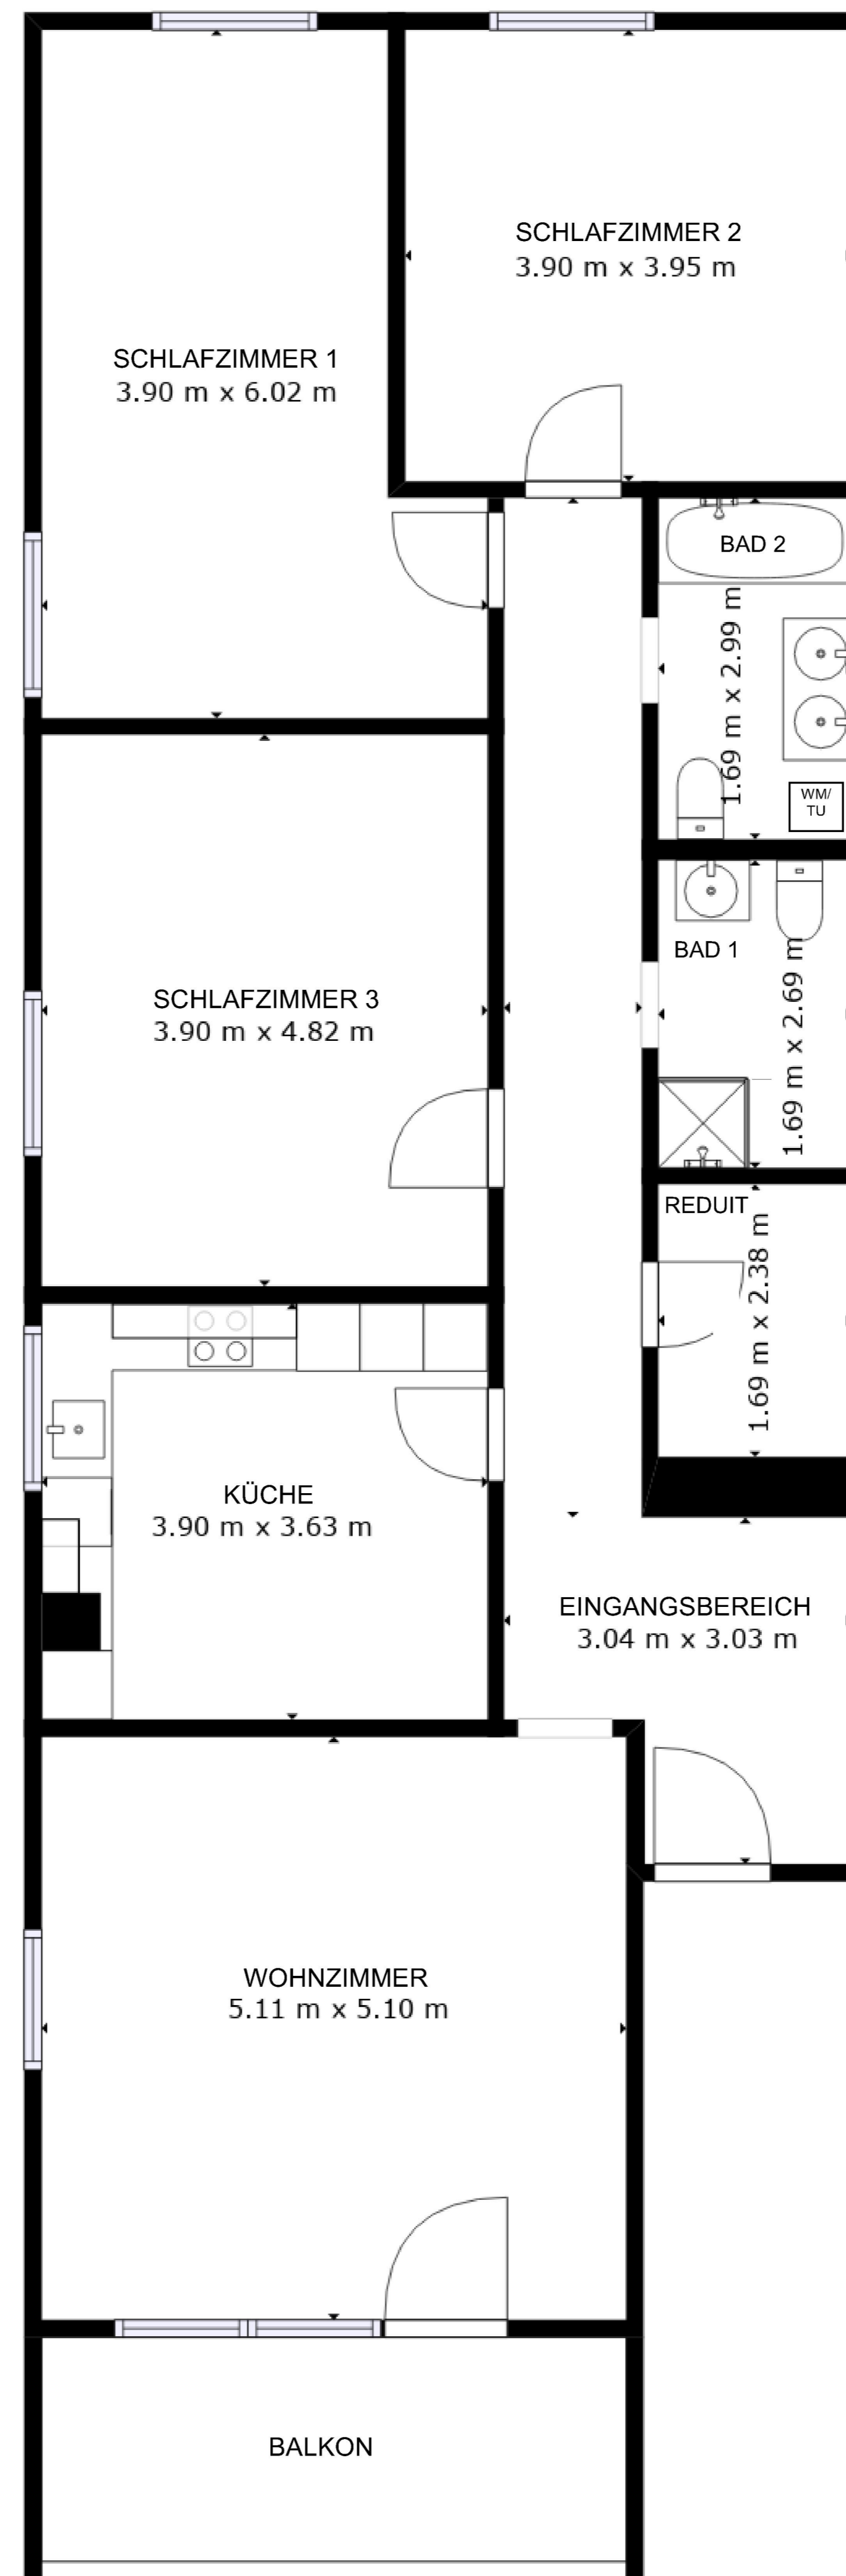 SCHLAFZIMMER 2
3.90 m x 3.95 m
SCHLAFZIMMER 1
3.90 m x 6.02 m
BAD 2
1.69 m x 2.99 m
WM/
TU
BAD 1
1.69 m x 2.69 m
SCHLAFZIMMER 3
3.90 m x 4.82 m
REDUIT
1.69 m x 2.38 m
KÜCHE
3.90 m x 3.63 m
EINGANGSBEREICH
3.04 m x 3.03 m
WOHNZIMMER
5.11 m x 5.10 m
BALKON